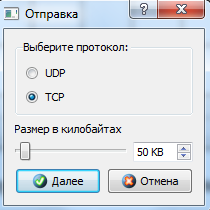 Отправка
Выберите протокол:
UDP
TCP
Размер в килобайтах
50 KB
Далее Отмена